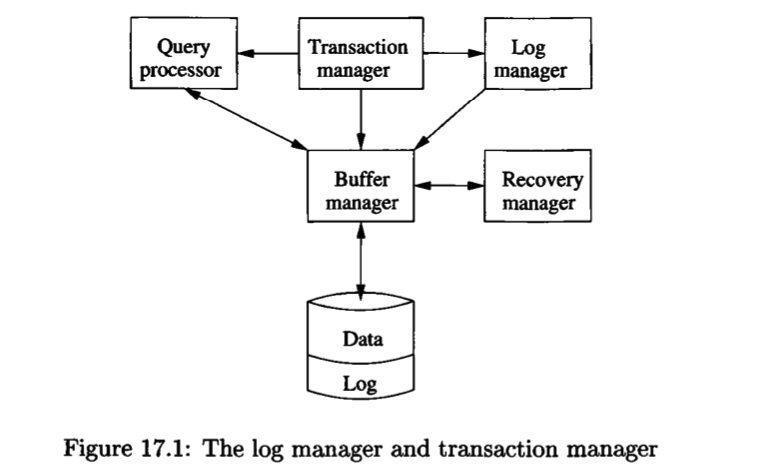 Query
processor
Transaction
manager
Log
manager
Buffer
manager
Recovery
manager
Data
Log
Figure 17.1: The log manager and transaction manager